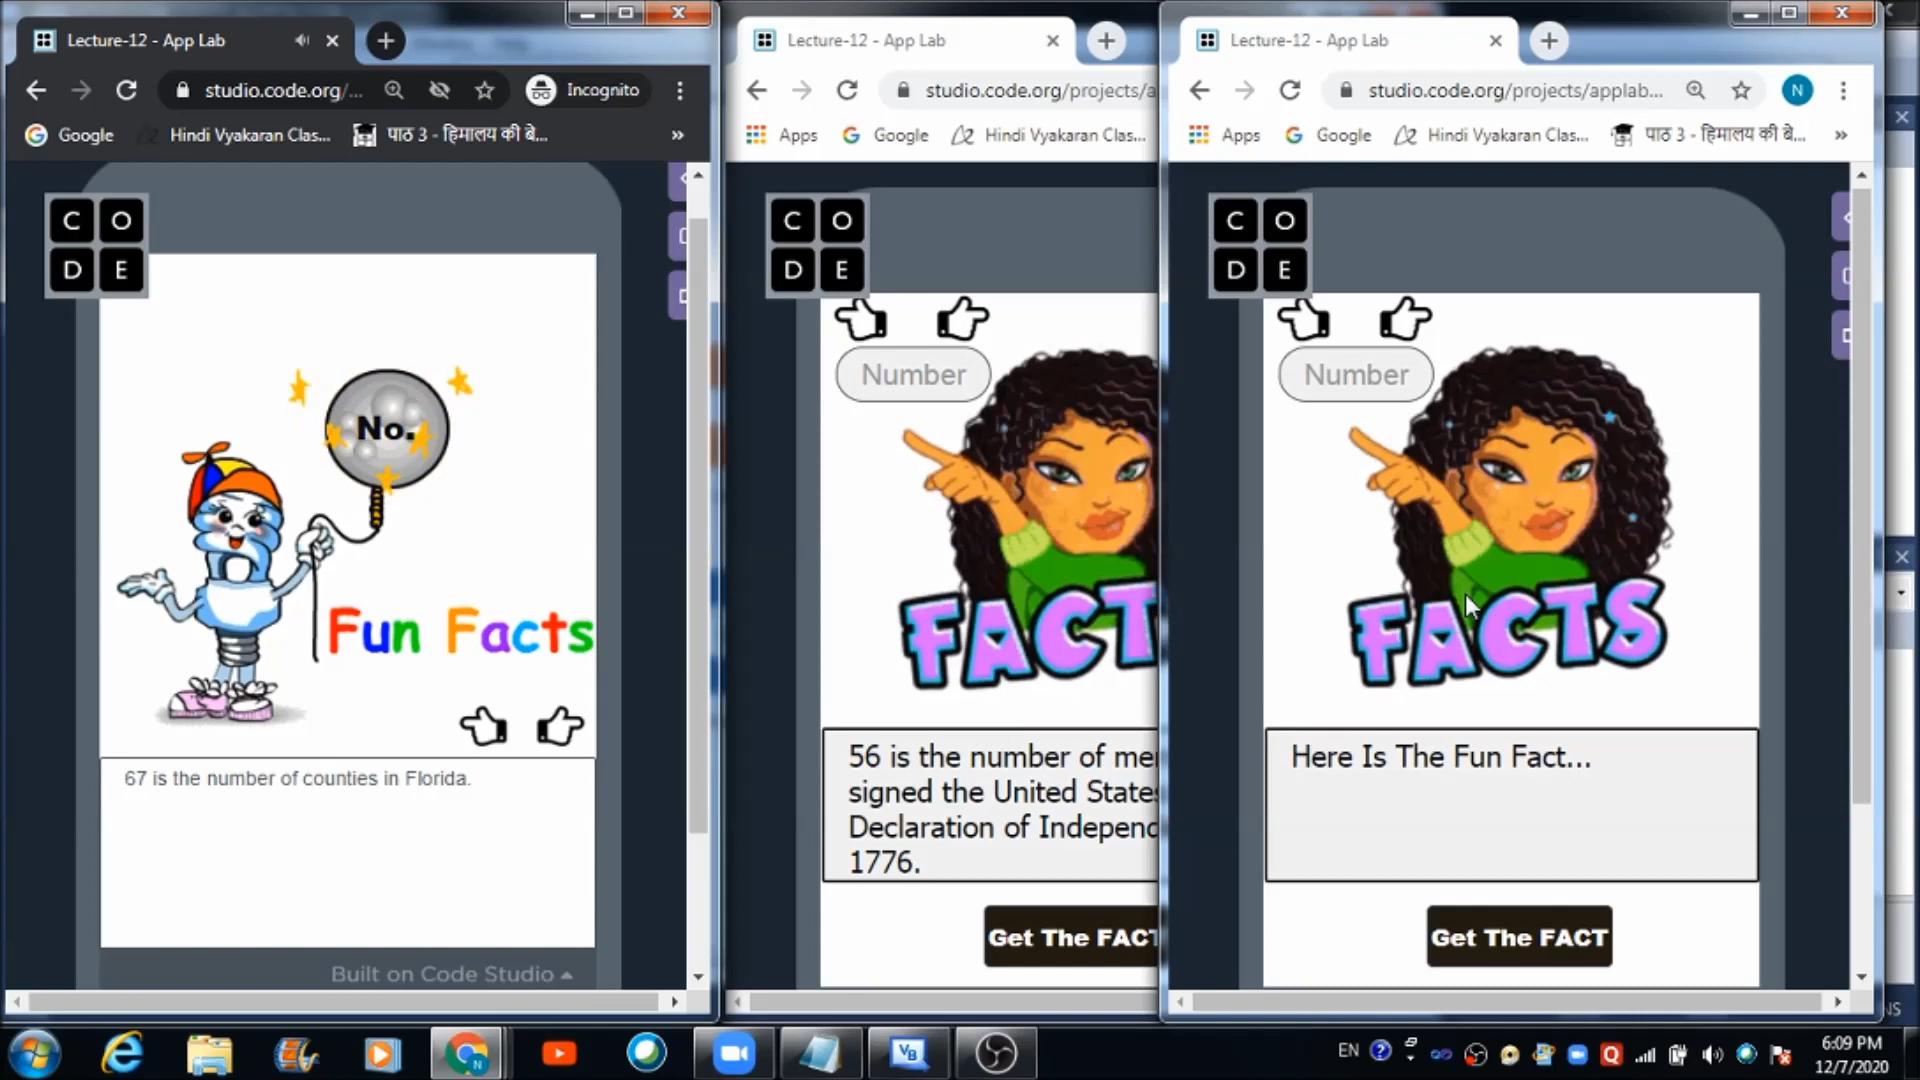 Lecture-12 - App Lab
studio.code.org/...
Incognito
Google
Hindi Vyakaran Clas...
पाठ 3 - हिमालय की बे...
»
C O
D E
No.
Fun Facts
67 is the number of counties in Florida.
Built on Code Studio
Lecture-12 - App Lab
studio.code.org/projects/a
Apps
Google
Hindi Vyakaran Clas...
C O
D E
Number
FACT
56 is the number of me
signed the United States
Declaration of Independ
1776.
Get The FACT
Lecture-12 - App Lab
studio.code.org/projects/applab...
N
Apps
Google
Hindi Vyakaran Clas...
पाठ 3 - हिमालय की बे...
»
C O
D E
Number
FACTS
Here Is The Fun Fact...
Get The FACT
EN
6:09 PM
12/7/2020